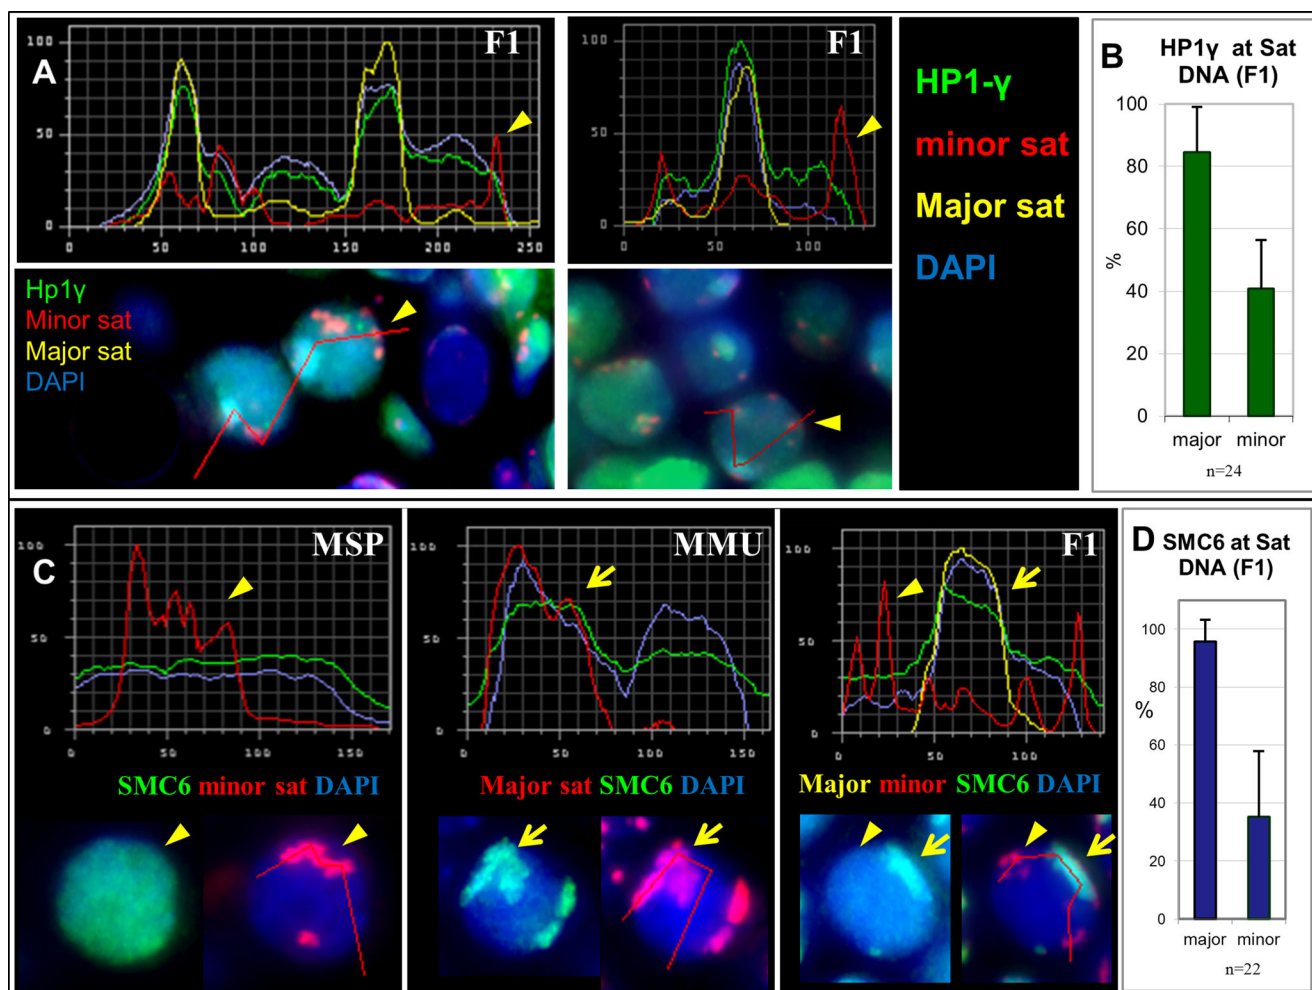 A
F1
100
50
0
0 50 100 150 200 250
Hp1γ
Minor sat
Major sat
DAPI
F1
100
50
0
0 50 100
HP1-γ
minor sat
Major sat
DAPI
B
HP1γ at Sat
DNA (F1)
100
80
60
%
40
20
0
major minor
n=24
C
MSP
100
50
0
0 50 100 150
SMC6 minor sat DAPI
MMU
100
50
0
0 50 100 150
Major sat SMC6 DAPI
F1
100
50
0
0 50 100
Major minor SMC6 DAPI
D
SMC6 at Sat
DNA (F1)
100
80
%
60
40
20
0
major minor
n=22